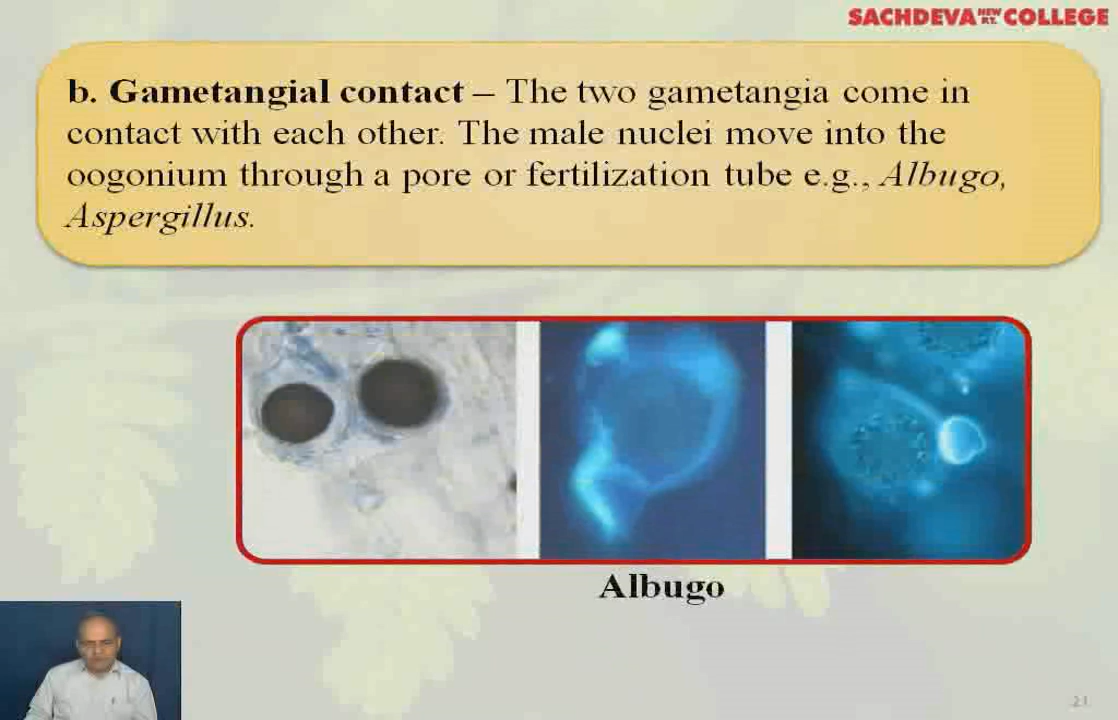 SACHDEVA NEW P.T. COLLEGE
b. Gametangial contact – The two gametangia come in
contact with each other. The male nuclei move into the
oogonium through a pore or fertilization tube e.g., Albugo,
Aspergillus.
Albugo
21